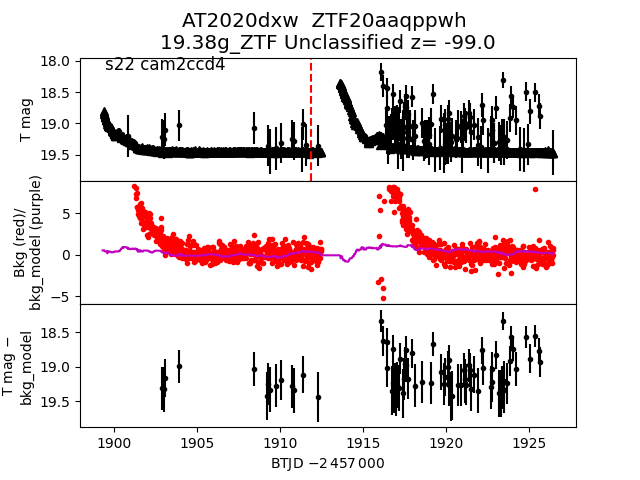 AT2020dxw  ZTF20aaqppwh
19.38g_ZTF Unclassified z= -99.0
s22 cam2ccd4
18.0
18.5
19.0
19.5
T mag
5
0
−5
Bkg (red)/
bkg_model (purple)
18.5
19.0
19.5
T mag −
bkg_model
1900
1905
1910
1915
1920
1925
BTJD −2 457 000